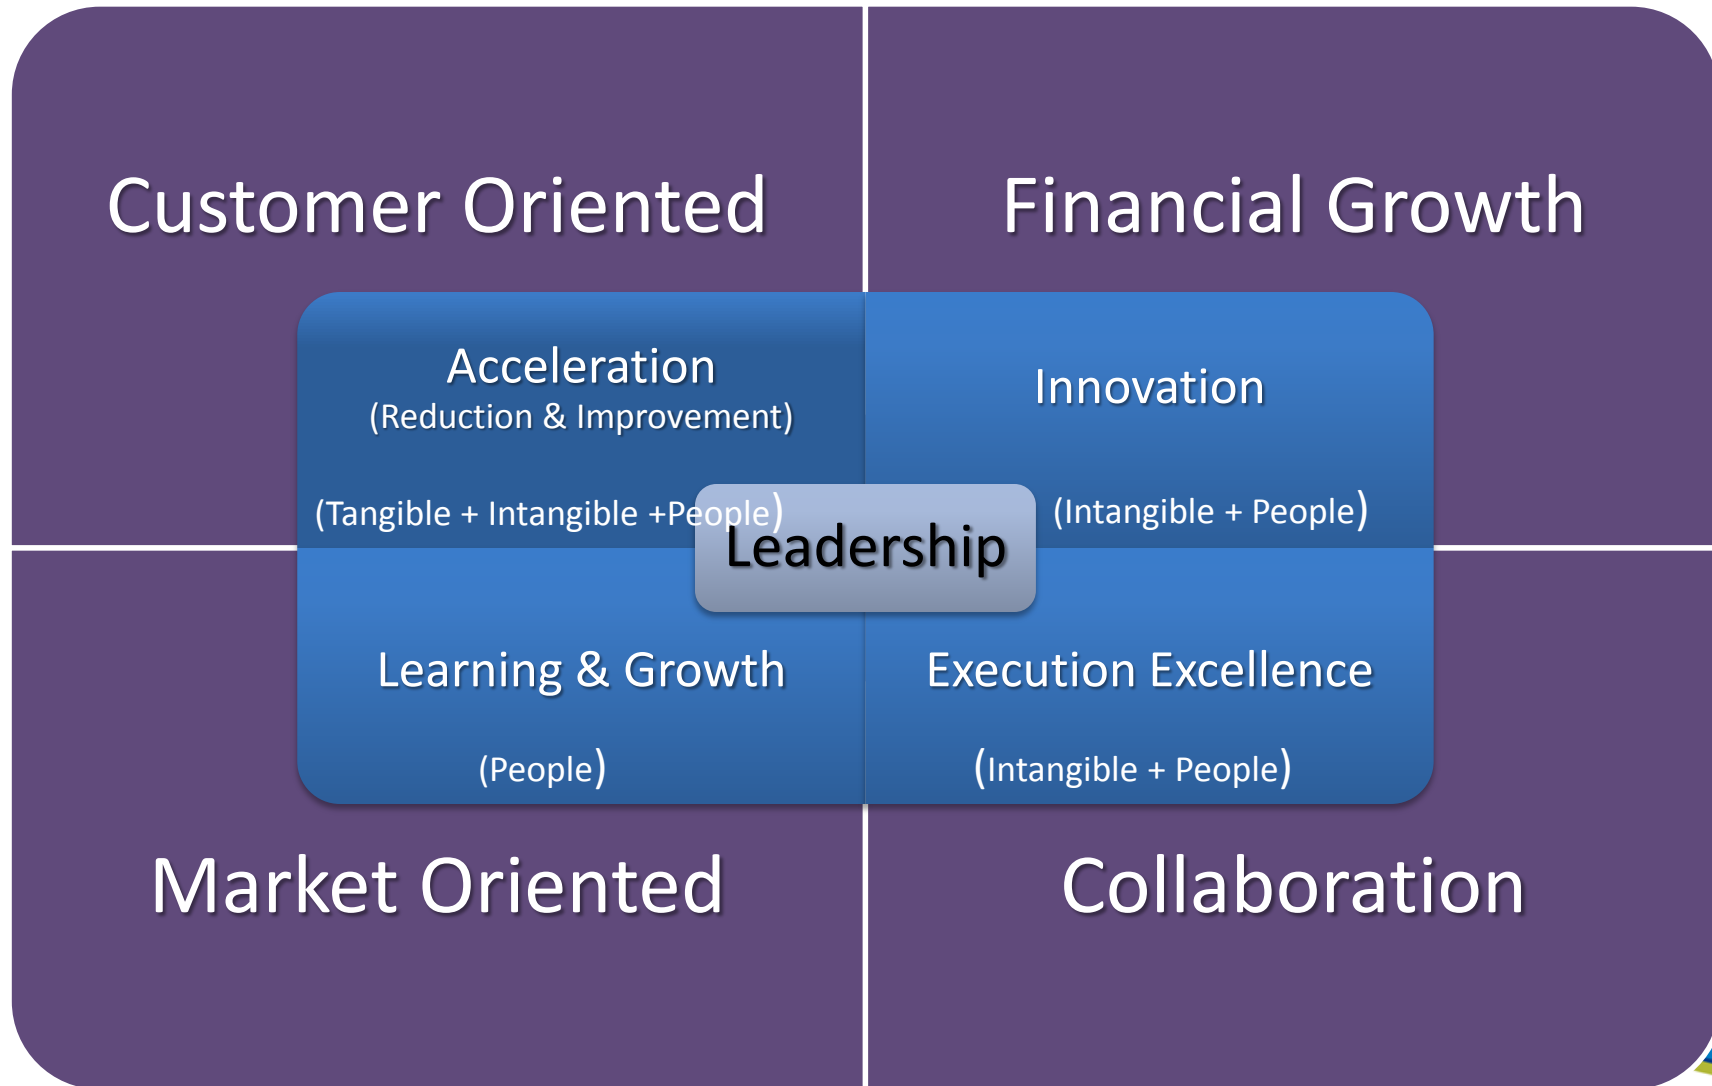 Customer Oriented
Financial Growth
Acceleration
(Reduction & Improvement)
(Tangible + Intangible +People)
Innovation
(Intangible + People)
Leadership
Learning & Growth
(People)
Execution Excellence
(Intangible + People)
Market Oriented
Collaboration